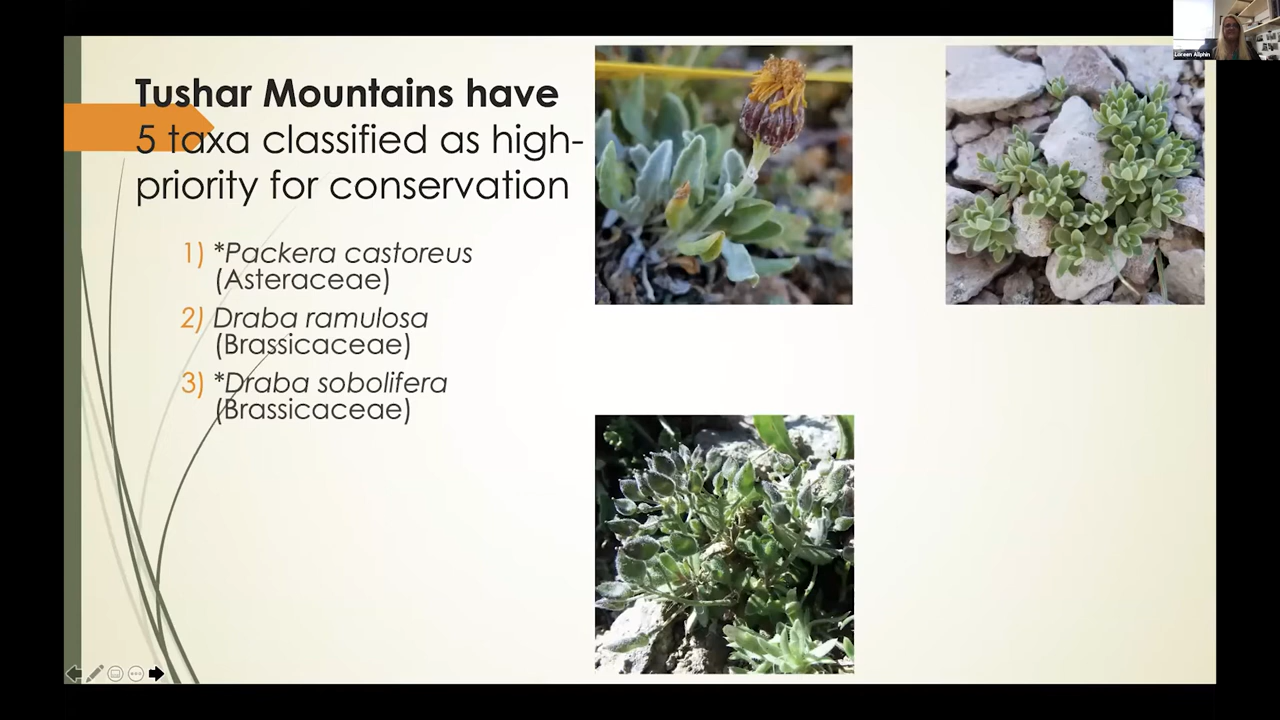 Tushar Mountains have
5 taxa classified as high-
priority for conservation
1) *Packera castoreus
(Asteraceae)
2) Draba ramulosa
(Brassicaceae)
3) *Draba sobolifera
(Brassicaceae)
Loreen Allphin